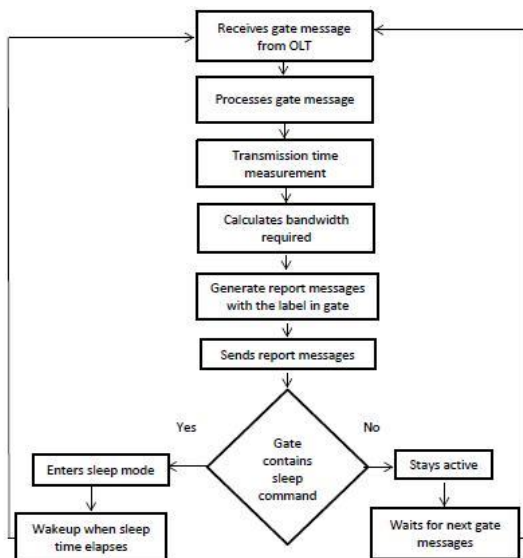 Receives gate message
from OLT
Processes gate message
Transmission time
measurement
Calculates bandwidth
required
Generate report messages
with the label in gate
Sends report messages
Yes
No
Gate
contains
sleep
command
Enters sleep mode
Stays active
Wakeup when sleep
time elapses
Waits for next gate
messages